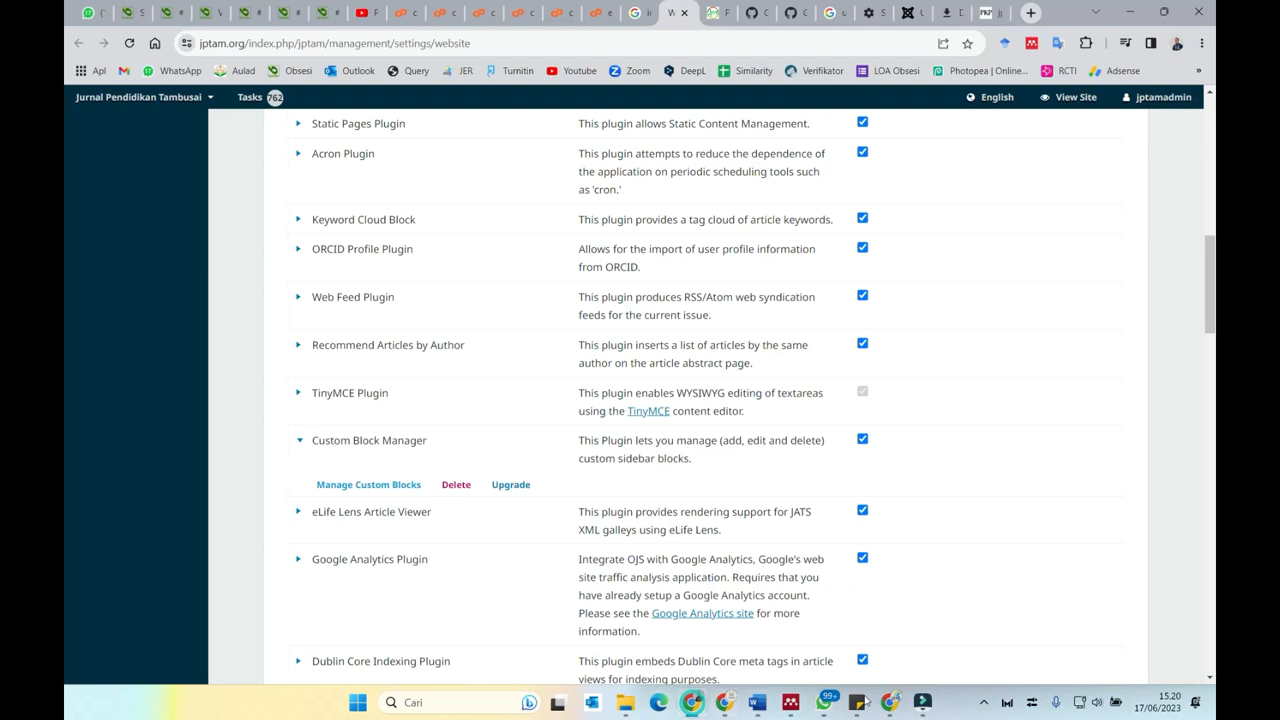 jptam.org/index.php/jptam/management/settings/website
Apl
WhatsApp
Aulad
Obsesi
Outlook
Query
JER
Turnitin
Youtube
Zoom
DeepL
Similarity
Verifikator
LOA Obsesi
Photopea | Online...
RCTI
Adsense
»
Jurnal Pendidikan Tambusai
Tasks 762
English
View Site
jptamadmin
Static Pages Plugin
This plugin allows Static Content Management.
Acron Plugin
This plugin attempts to reduce the dependence of
the application on periodic scheduling tools such
as 'cron.'
Keyword Cloud Block
This plugin provides a tag cloud of article keywords.
ORCID Profile Plugin
Allows for the import of user profile information
from ORCID.
Web Feed Plugin
This plugin produces RSS/Atom web syndication
feeds for the current issue.
Recommend Articles by Author
This plugin inserts a list of articles by the same
author on the article abstract page.
TinyMCE Plugin
This plugin enables WYSIWYG editing of textareas
using the TinyMCE content editor.
Custom Block Manager
This Plugin lets you manage (add, edit and delete)
custom sidebar blocks.
Manage Custom Blocks
Delete
Upgrade
eLife Lens Article Viewer
This plugin provides rendering support for JATS
XML galleys using eLife Lens.
Google Analytics Plugin
Integrate OJS with Google Analytics, Google's web
site traffic analysis application. Requires that you
have already setup a Google Analytics account.
Please see the Google Analytics site for more
information.
Dublin Core Indexing Plugin
This plugin embeds Dublin Core meta tags in article
views for indexing purposes.
Cari
99+
15.20
17/06/2023